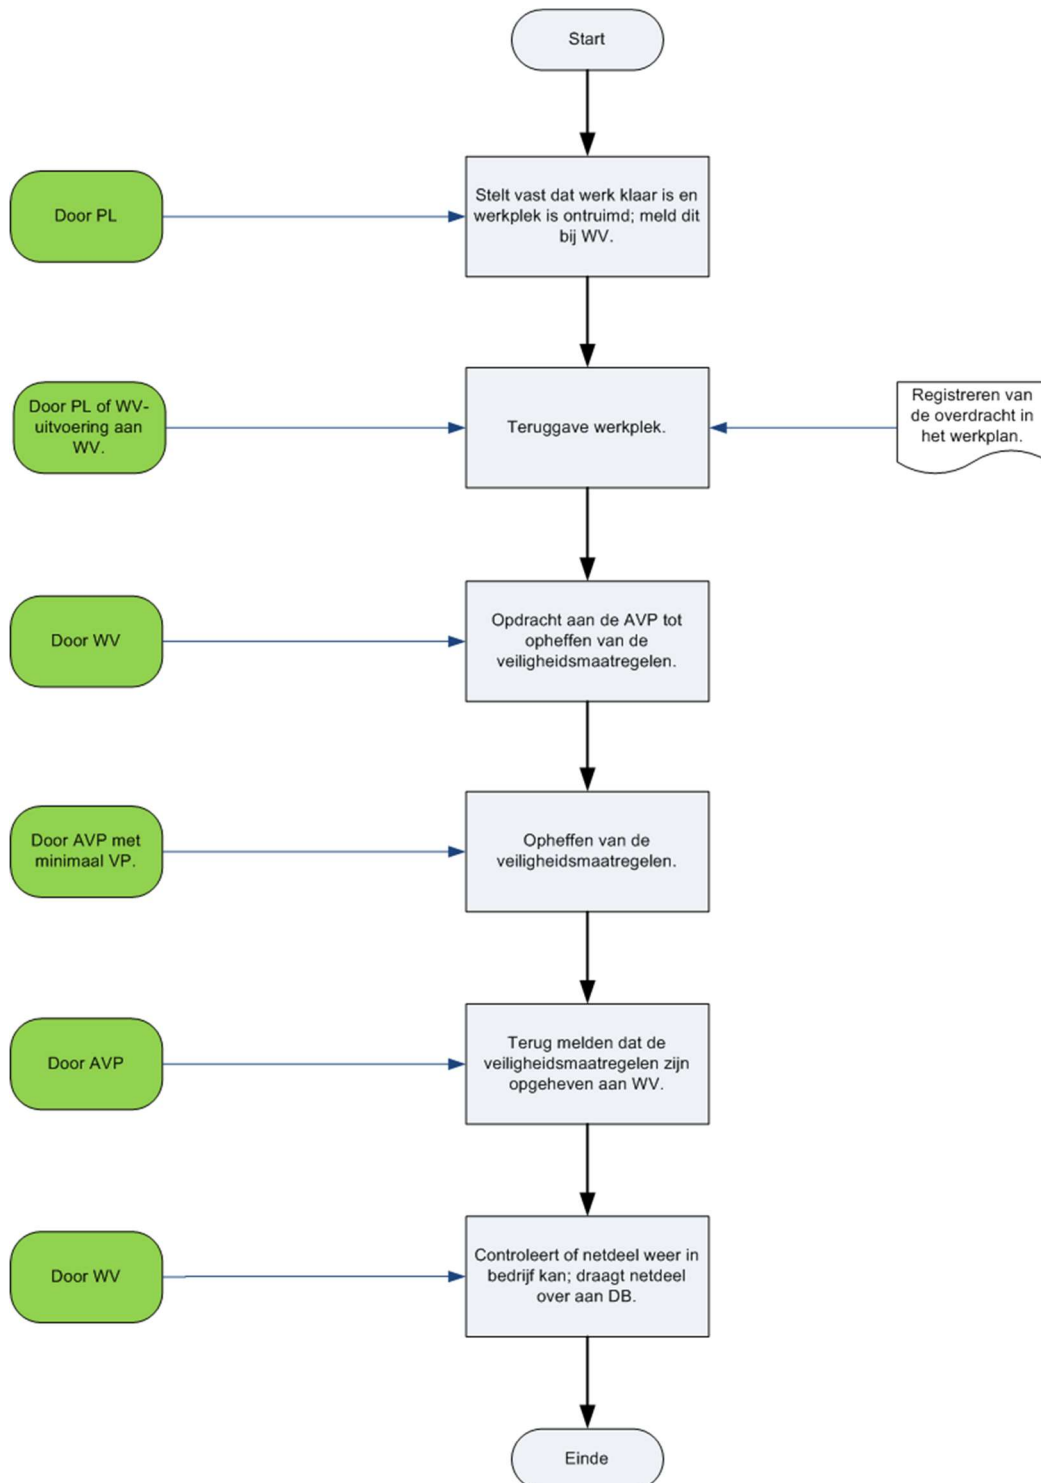 Start
Door PL
Stelt vast dat werk klaar is en
werkplek is ontruimd; meld dit
bij WV.
Door PL of WV-
uitvoering aan
WV.
Teruggave werkplek.
Registreren van
de overdracht in
het werkplan.
Door WV
Opdracht aan de AVP tot
opheffen van de
veiligheidsmaatregelen.
Door AVP met
minimaal VP.
Opheffen van de
veiligheidsmaatregelen.
Door AVP
Terug melden dat de
veiligheidsmaatregelen zijn
opgeheven aan WV.
Door WV
Controleert of netdeel weer in
bedrijf kan; draagt netdeel
over aan DB.
Einde